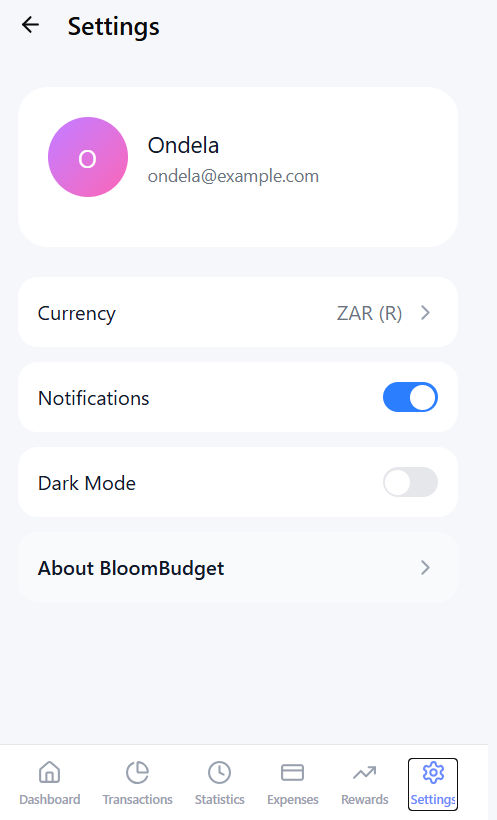 Settings
O
Ondela
ondela@example.com
Currency ZAR (R)
Notifications
Dark Mode
About BloomBudget
Dashboard Transactions Statistics Expenses Rewards Settings